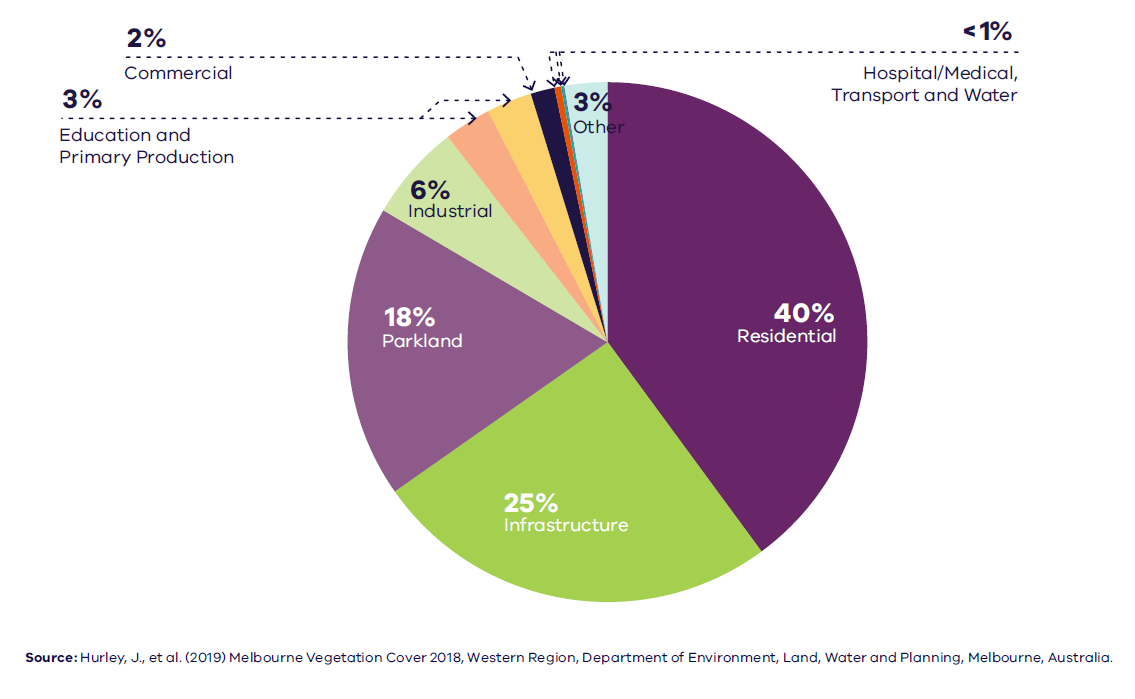 2%
Commercial
3%
Education and
Primary Production
<1%
Hospital/Medical,
Transport and Water
3%
Other
6%
Industrial
18%
Parkland
40%
Residential
25%
Infrastructure
Source: Hurley, J., et al. (2019) Melbourne Vegetation Cover 2018, Western Region, Department of Environment, Land, Water and Planning, Melbourne, Australia.